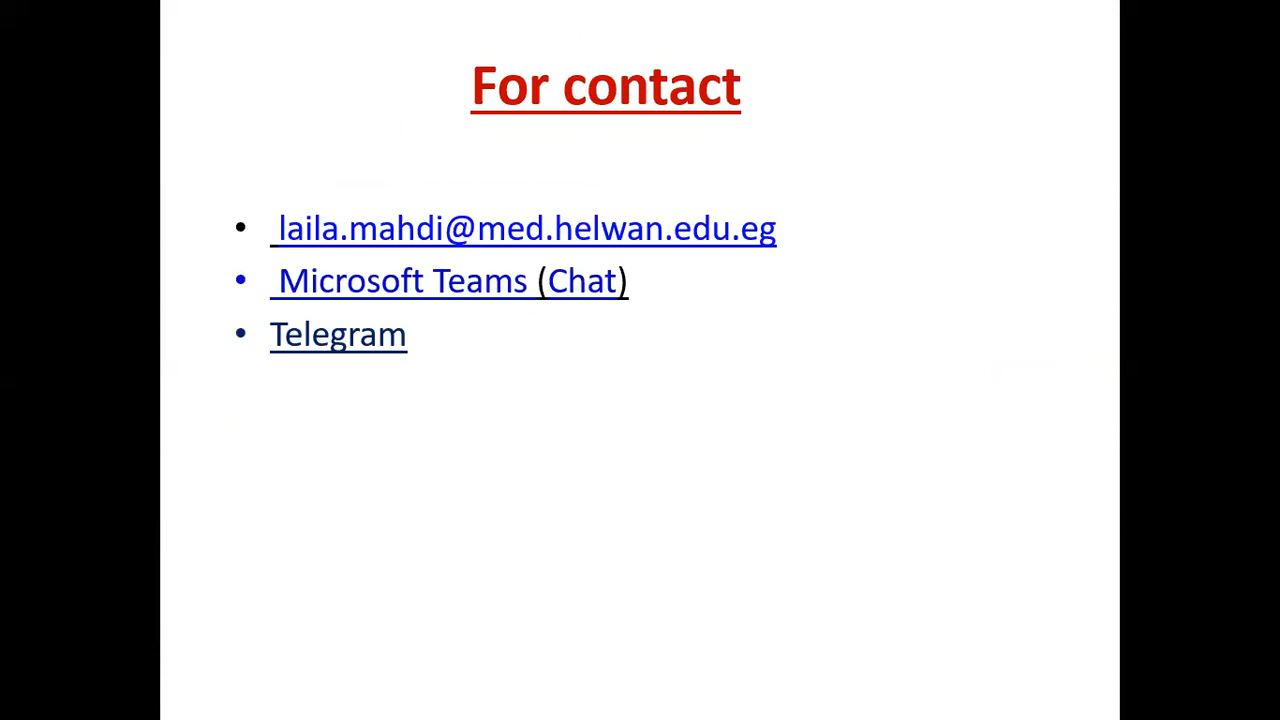 For contact
• laila.mahdi@med.helwan.edu.eg
• Microsoft Teams (Chat)
• Telegram